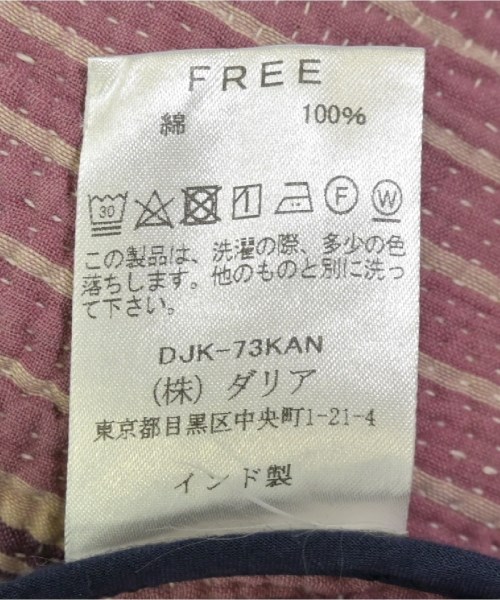 FREE
綿 100%
30 F W
この製品は、洗濯の際、多少の色
落ちします。他のものと別に洗っ
て下さい。
DJK-73KAN
(株) ダリア
東京都目黒区中央町1-21-4
インド製